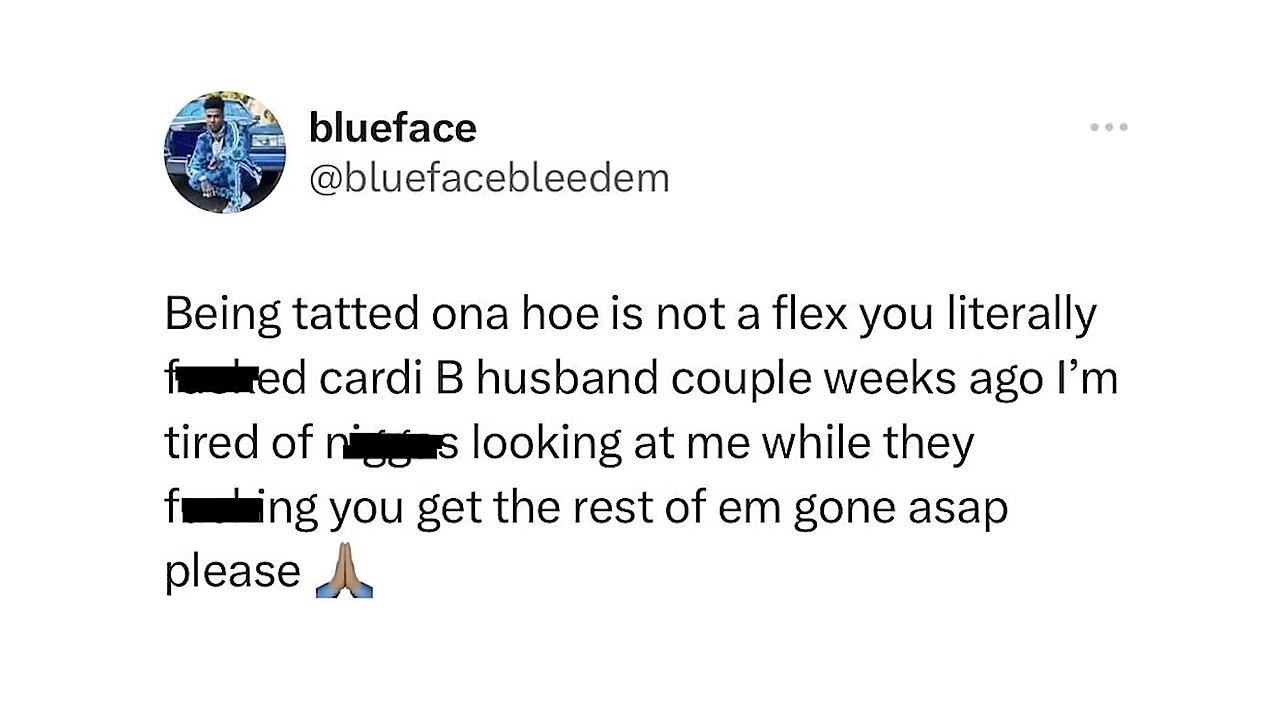 blueface
@bluefacebleedem
Being tatted ona hoe is not a flex you literally
ed cardi B husband couple weeks ago I'm
tired of looking at me while they
you get the rest of em gone asap
please 🙏🏽